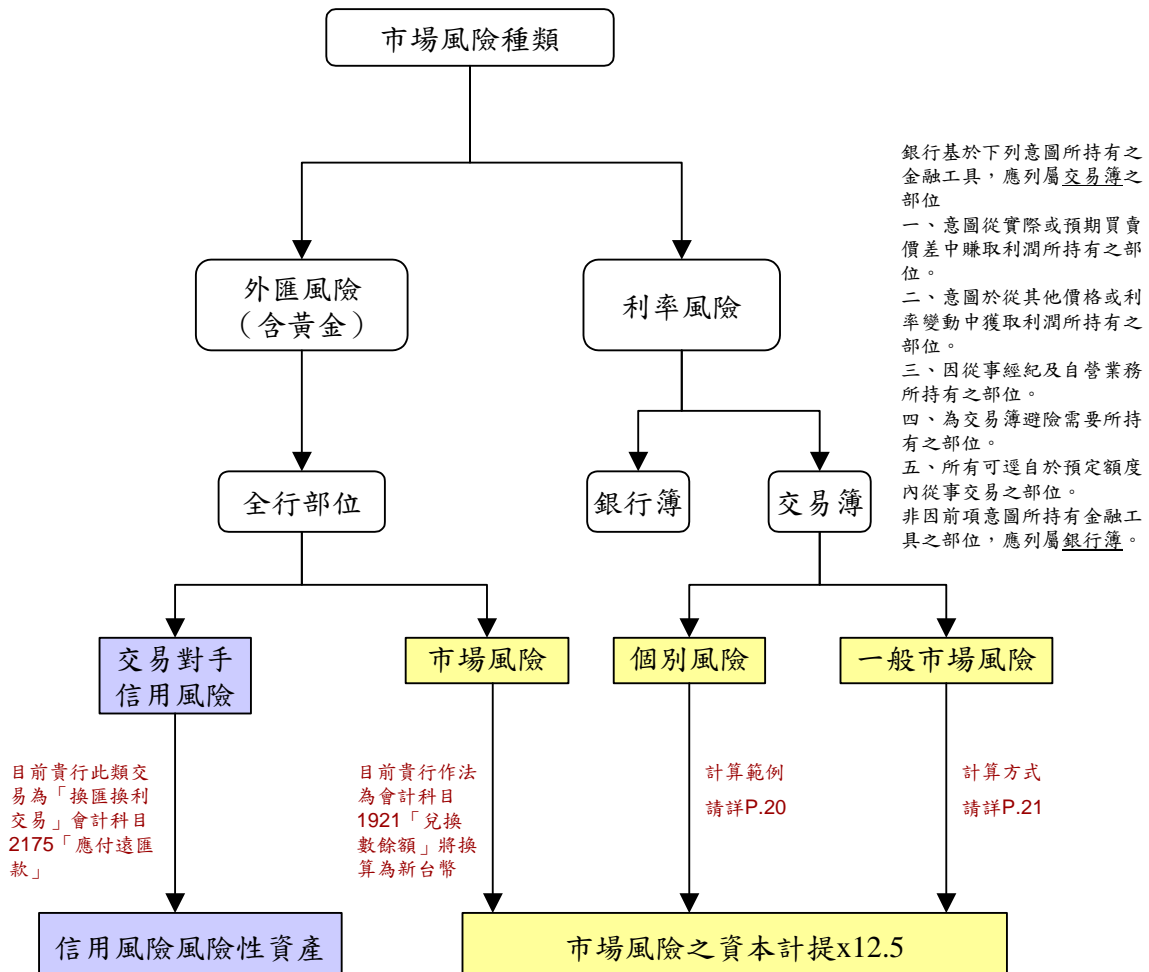 市場風險種類
銀行基於下列意圖所持有之
金融工具，應列屬交易簿之
部位
一、意圖從實際或預期買賣
價差中賺取利潤所持有之部
位。
二、意圖於從其他價格或利
率變動中獲取利潤所持有之
部位。
三、因從事經紀及自營業務
所持有之部位。
四、為交易簿避險需要所持
有之部位。
五、所有可逕自於預定額度
內從事交易之部位。
非因前項意圖所持有金融工
具之部位，應列屬銀行簿。
外匯風險
（含黃金）
利率風險
全行部位
銀行簿
交易簿
交易對手
信用風險
市場風險
個別風險
一般市場風險
目前貴行此類交
易為「換匯換利
交易」會計科目
2175「應付遠匯
款」
目前貴行作法
為會計科目
1921「兌換
數餘額」將換
算為新台幣
計算範例
請詳P.20
計算方式
請詳P.21
信用風險風險性資產
市場風險之資本計提x12.5